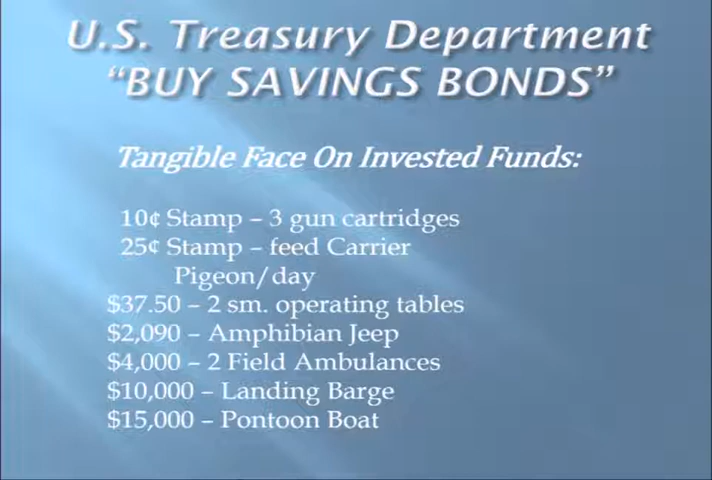 U.S. Treasury Department
“BUY SAVINGS BONDS”
Tangible Face On Invested Funds:
10¢ Stamp – 3 gun cartridges
25¢ Stamp – feed Carrier
Pigeon/day
$37.50 – 2 sm. operating tables
$2,090 – Amphibian Jeep
$4,000 – 2 Field Ambulances
$10,000 – Landing Barge
$15,000 – Pontoon Boat